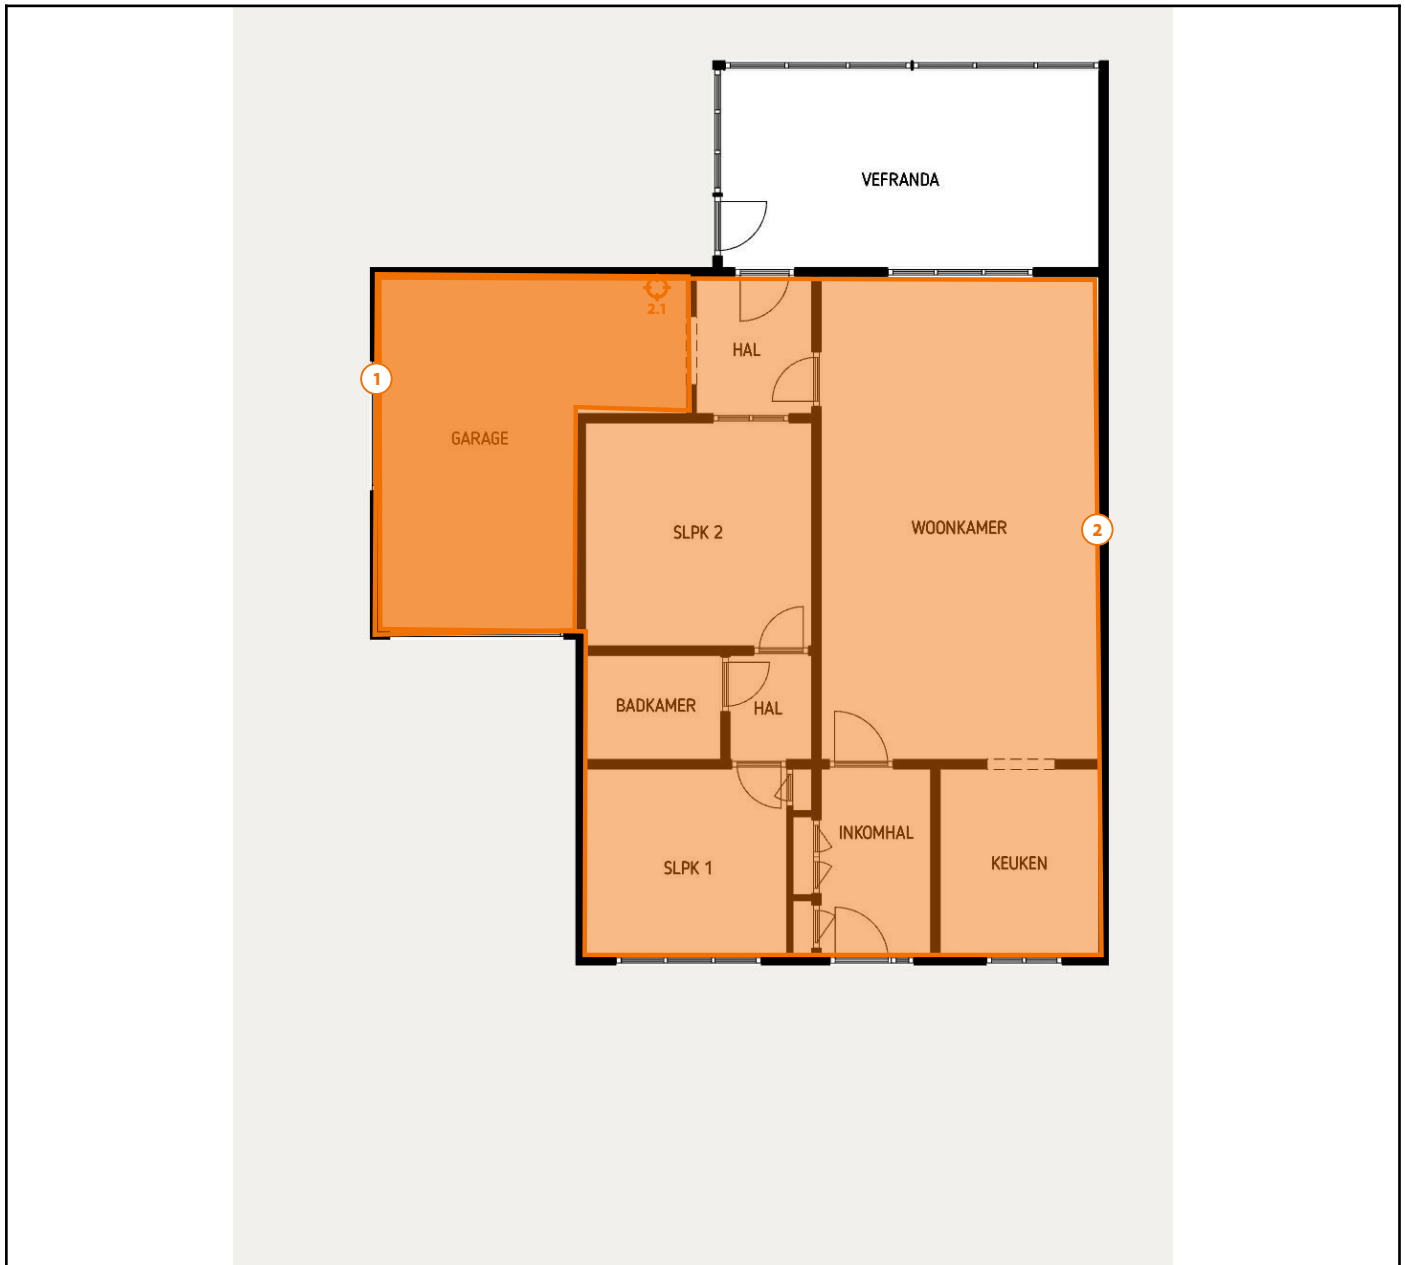 VEFRANDA
2.1
HAL
1
GARAGE
SLPK 2
WOONKAMER
2
BADKAMER
HAL
INKOMHAL
SLPK 1
KEUKEN